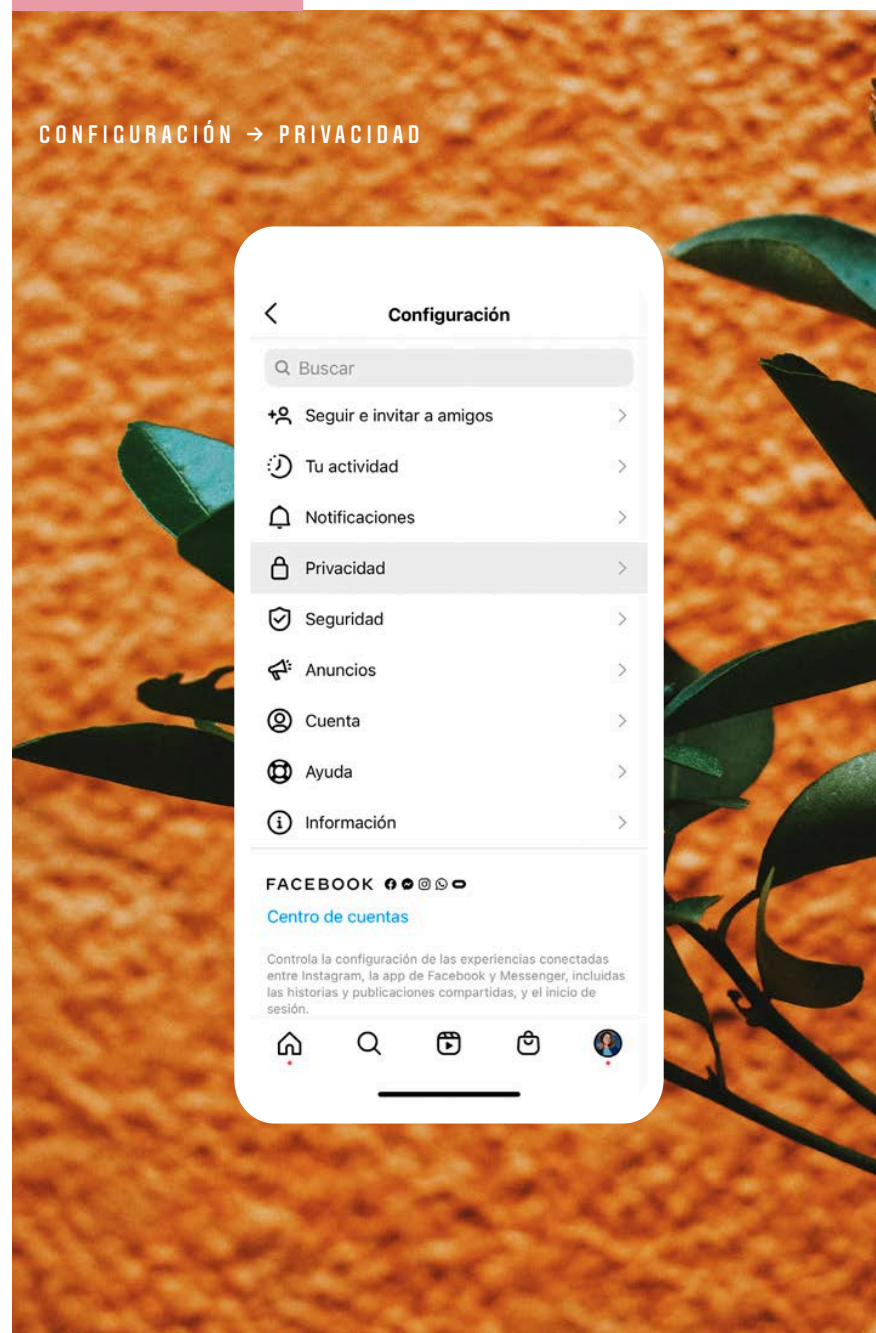 CONFIGURACIÓN → PRIVACIDAD
Configuración
Buscar
Seguir e invitar a amigos
Tu actividad
Notificaciones
Privacidad
Seguridad
Anuncios
Cuenta
Ayuda
Información
FACEBOOK
Centro de cuentas
Controla la configuración de las experiencias conectadas
entre Instagram, la app de Facebook y Messenger, incluidas
las historias y publicaciones compartidas, y el inicio de
sesión.